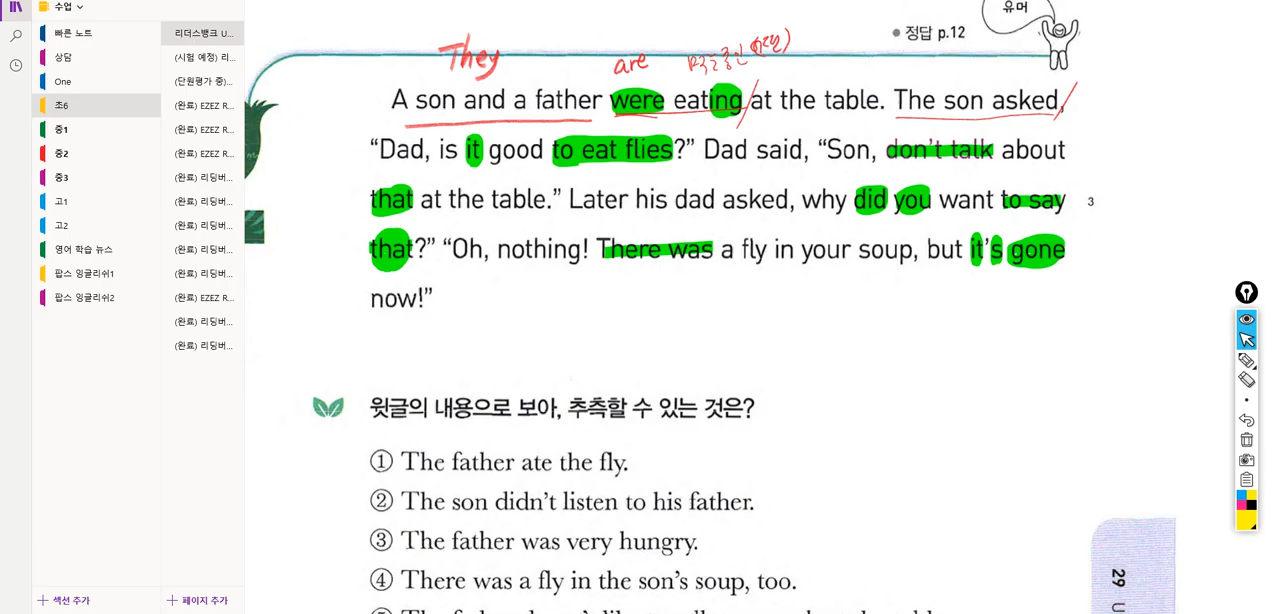 수업
빠른 노트
상담
One
초6
중1
중2
중3
고1
고2
영어 학습 뉴스
팝스 잉글리쉬1
팝스 잉글리쉬2
섹션 추가
리더스뱅크 U...
(시험 예정) 리...
(단원평가 중)...
(완료) EZEZ R...
(완료) EZEZ R...
(완료) EZEZ R...
(완료) 리딩버...
(완료) 리딩버...
(완료) 리딩버...
(완료) 리딩버...
(완료) 리딩버...
(완료) EZEZ R...
(완료) 리딩버...
(완료) 리딩버...
페이지 추가
유머
정답 p.12
They
are
A son and a father were eating at the table. The son asked,
“Dad, is it good to eat flies?” Dad said, “Son, don’t talk about
that at the table.” Later his dad asked, why did you want to say
3
that?” “Oh, nothing! There was a fly in your soup, but it’s gone
now!”
윗글의 내용으로 보아, 추측할 수 있는 것은?
① The father ate the fly.
② The son didn’t listen to his father.
③ The father was very hungry.
④ There was a fly in the son’s soup, too.
29 U